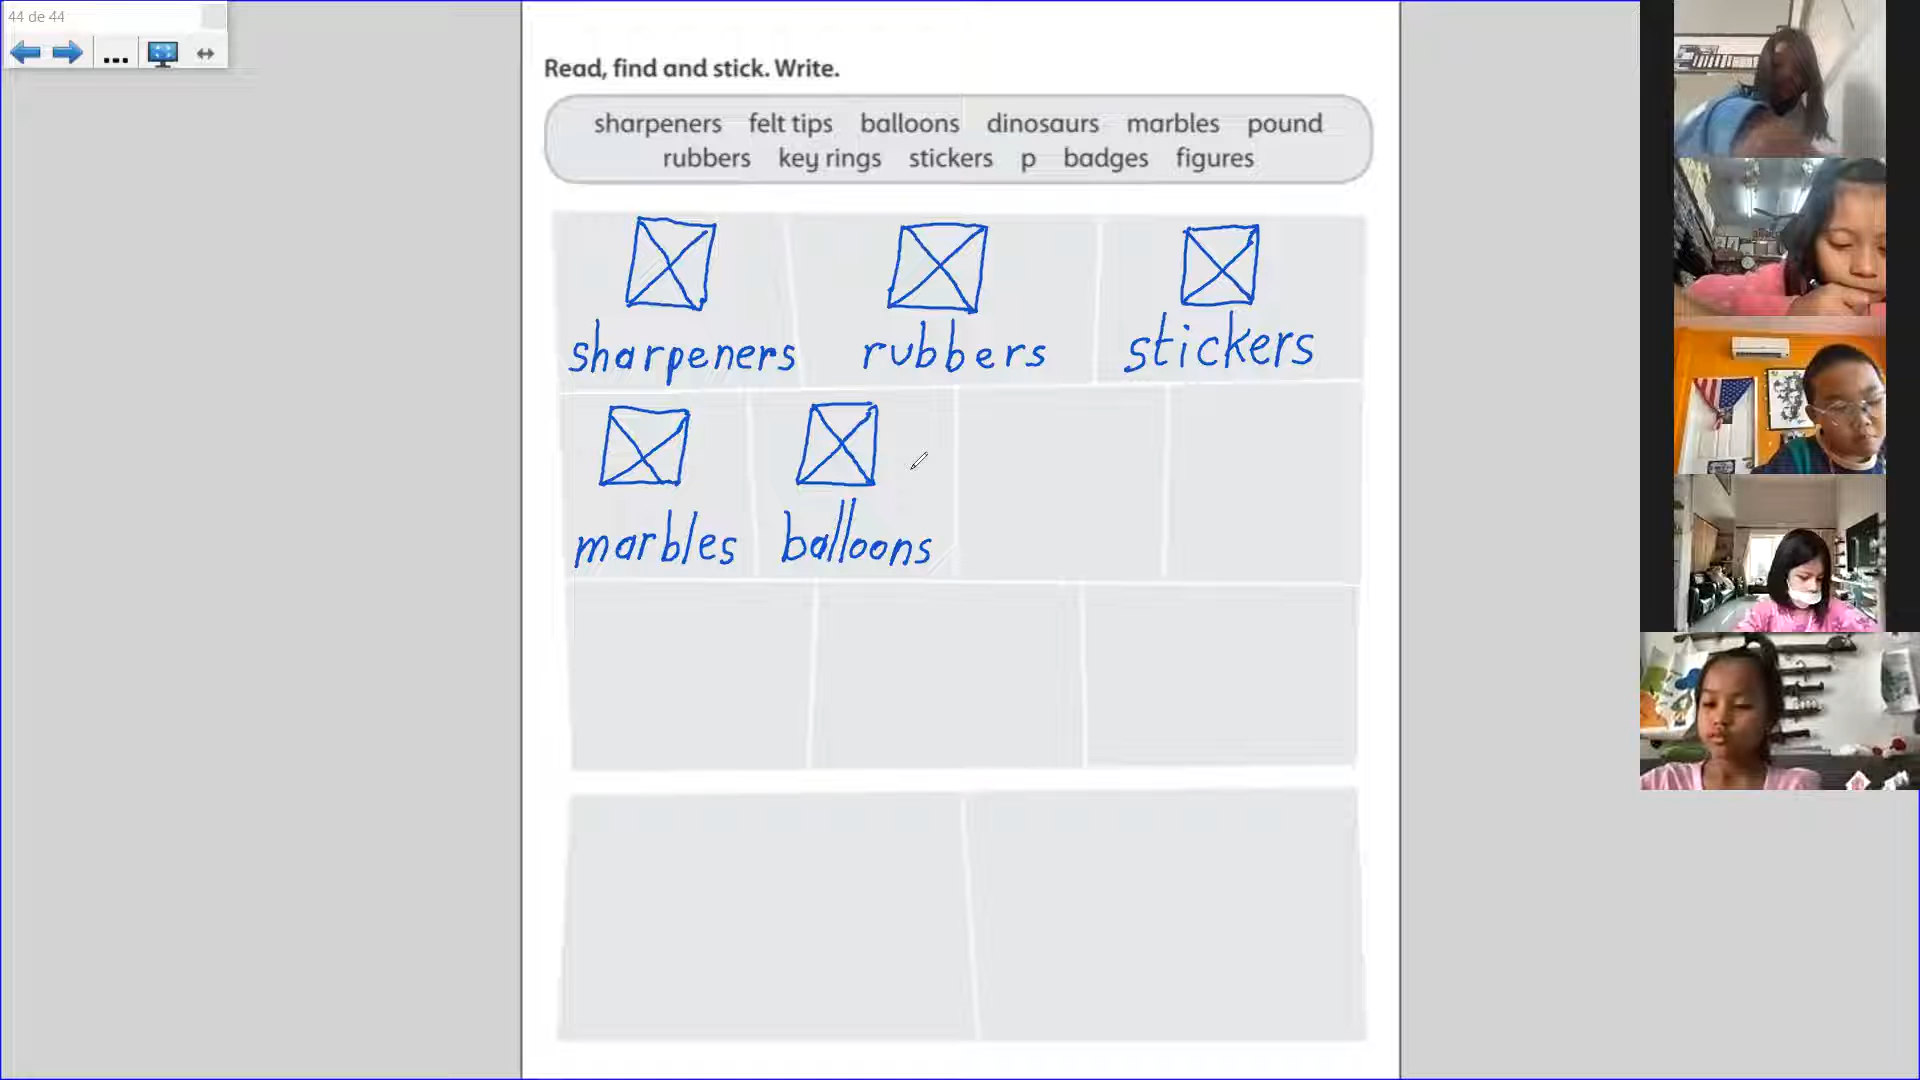 44 de 44
Read, find and stick. Write.
sharpeners felt tips balloons dinosaurs marbles pound
rubbers key rings stickers p badges figures
sharpeners rubbers stickers
marbles balloons